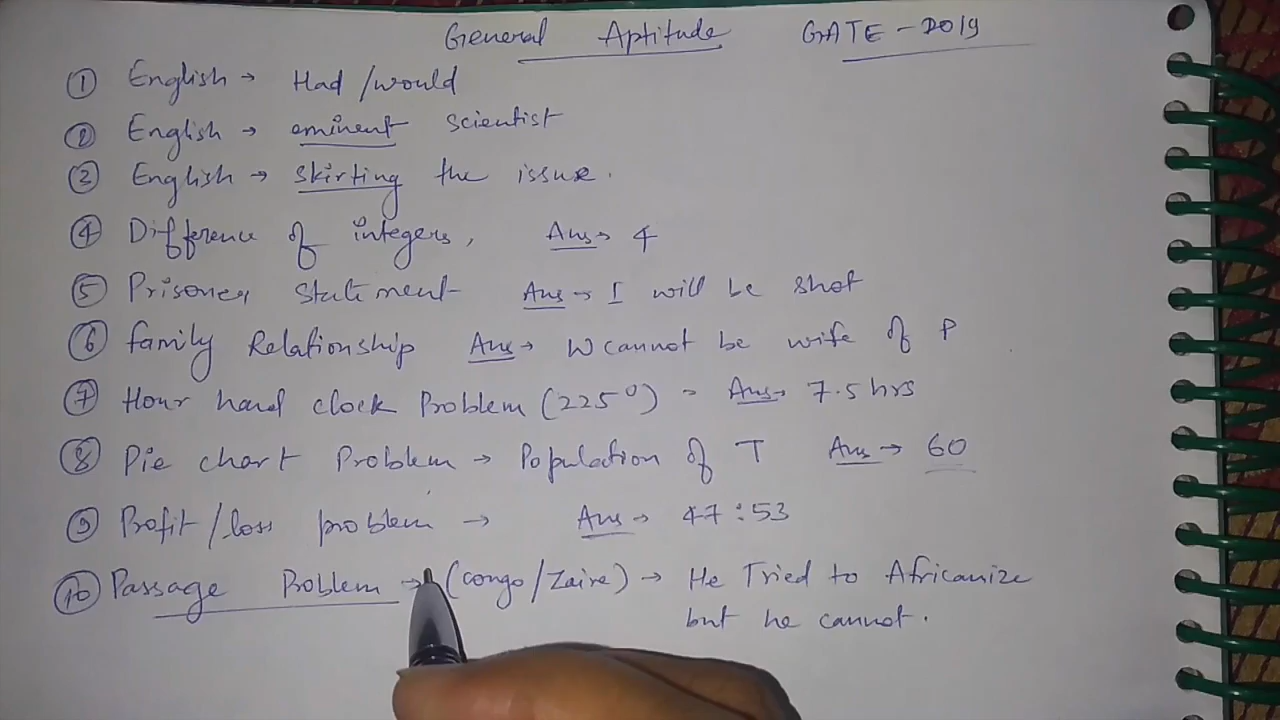 General Aptitude GATE - 2019
① English → Had / would
② English → eminent scientist
③ English → skirting the issue.
④ Difference of integers, Ans → 4
⑤ Prisoner statement Ans → I will be shot
⑥ family Relationship Ans → W cannot be wife of P
⑦ Hour hand clock Problem (225°) - Ans → 7.5 hrs
⑧ Pie chart Problem → Population of T Ans → 60
⑨ Profit / loss problem → Ans → 47 : 53
⑩ Passage Problem → (congo / Zaire) → He Tried to Africanize
but he cannot.